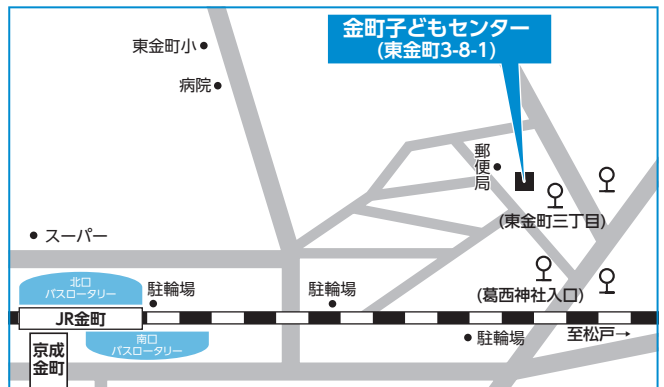 金町子どもセンター
(東金町3-8-1)
東金町小
病院
郵便局
(東金町三丁目)
スーパー
北口
バスロータリー
駐輪場
駐輪場
(葛西神社入口)
JR金町
南口
バスロータリー
駐輪場
至松戸→
京成
金町